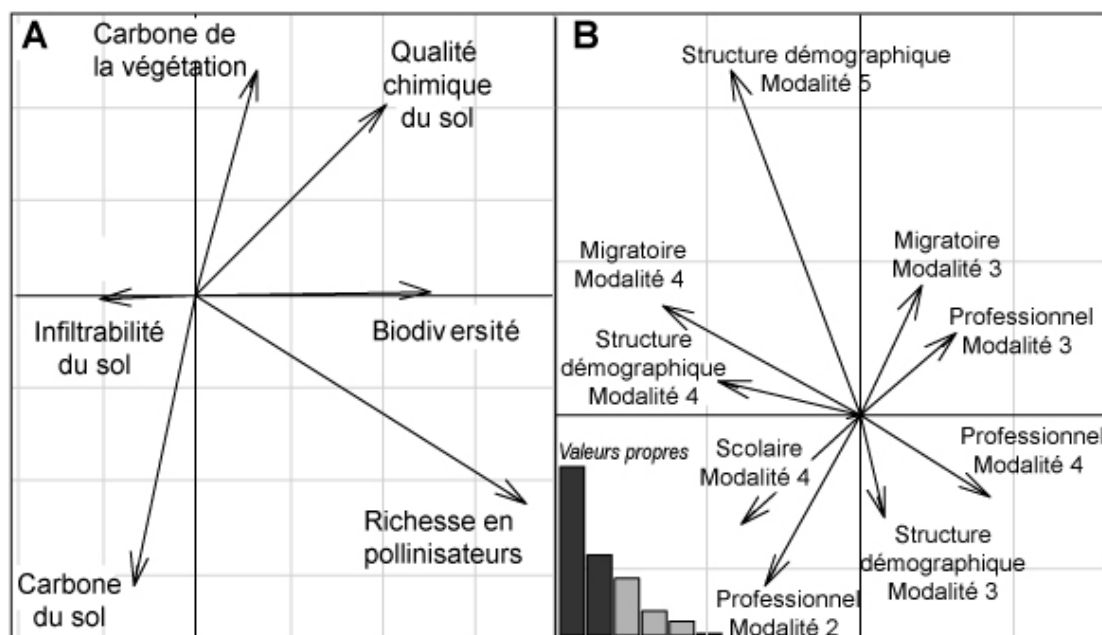 A
Carbone de
la végétation
Qualité
chimique
du sol
Infiltrabilité
du sol
Biodiversité
Richesse en
pollinisateurs
Carbone
du sol
B
Structure démographique
Modalité 5
Migratoire
Modalité 4
Migratoire
Modalité 3
Professionnel
Modalité 3
Structure
démographique
Modalité 4
Valeurs propres
Scolaire
Modalité 4
Professionnel
Modalité 4
Structure
démographique
Modalité 3
Professionnel
Modalité 2